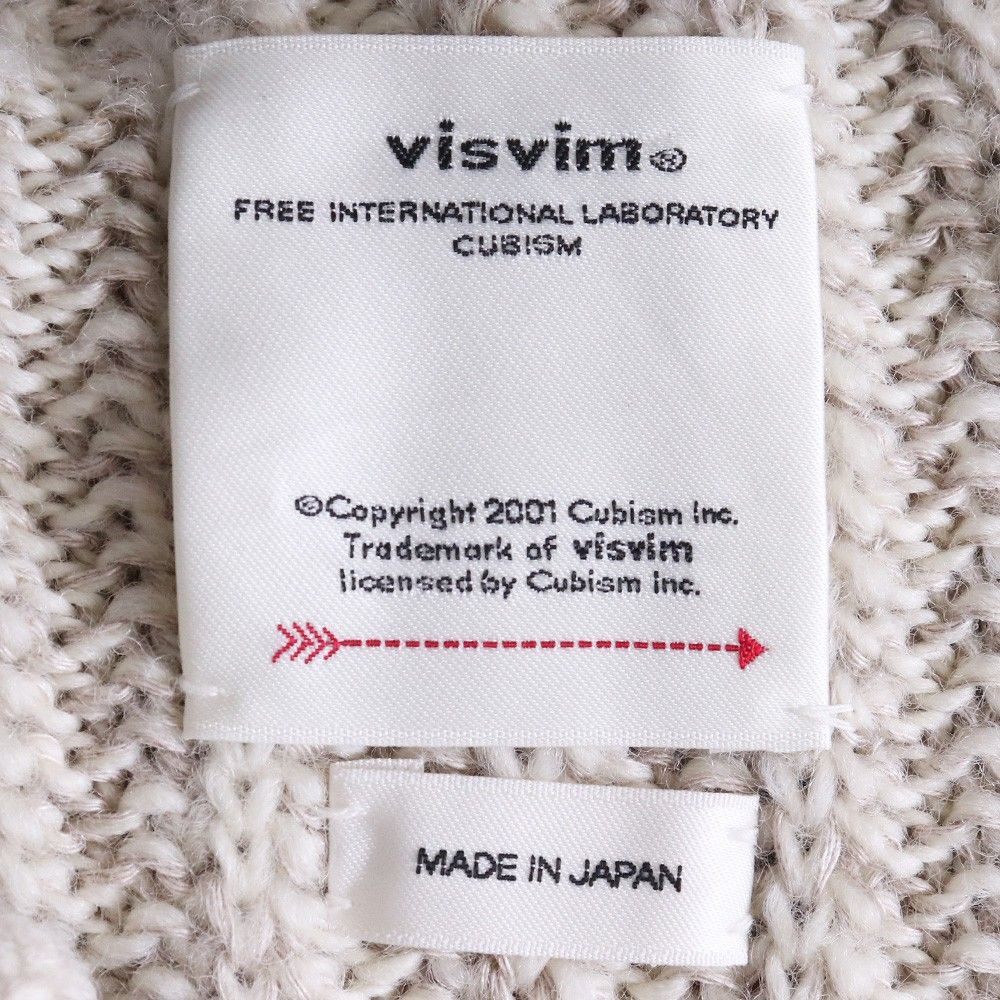 visvim®
FREE INTERNATIONAL LABORATORY
CUBISM
©Copyright 2001 Cubism Inc.
Trademark of visvim
licensed by Cubism Inc.
MADE IN JAPAN